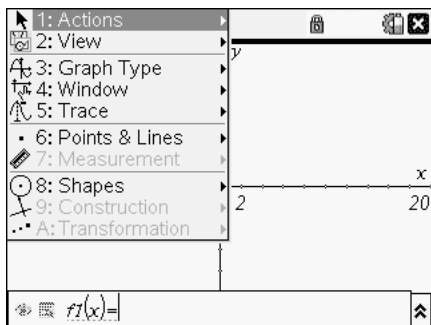 1: Actions
2: View
3: Graph Type
4: Window
5: Trace
6: Points & Lines
7: Measurement
8: Shapes
9: Construction
A: Transformation
y
x
2 20
f1(x)=